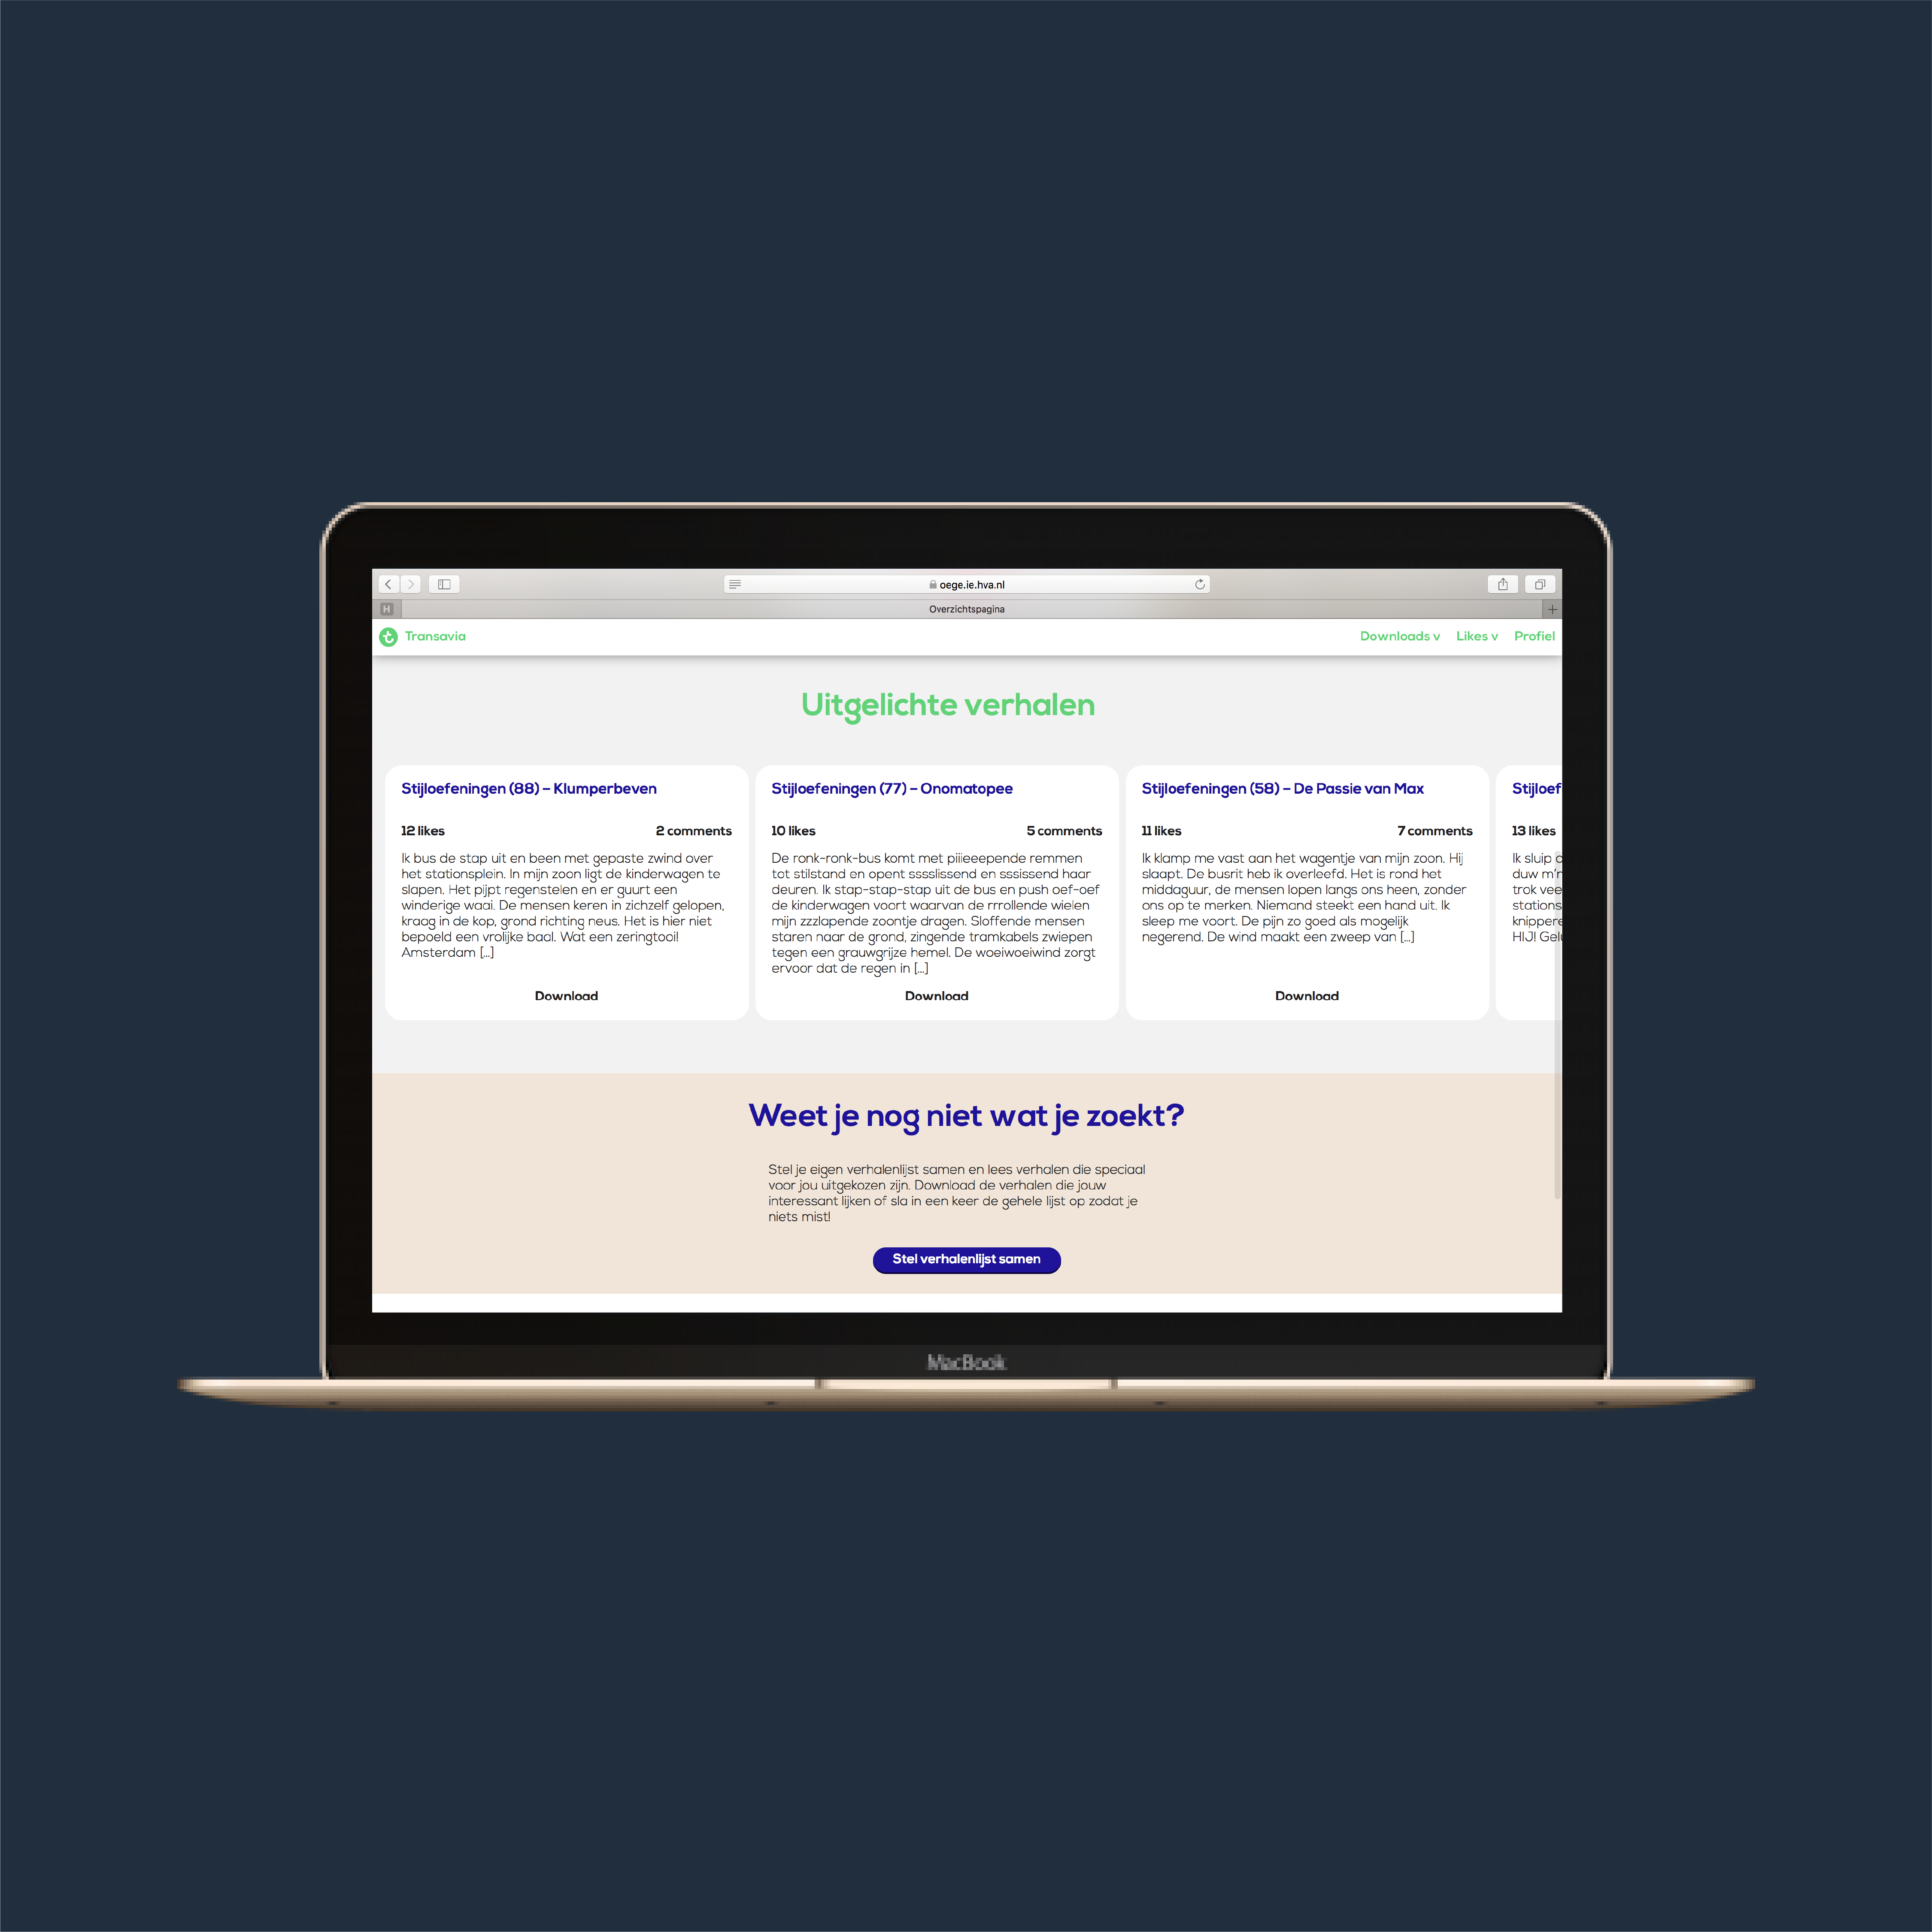 oege.ie.hva.nl
H
Overzichtspagina
Transavia
Downloads v
Likes v
Profiel
Uitgelichte verhalen
Stijloefeningen (88) – Klumperbeven
12 likes
2 comments
Ik bus de stap uit en been met gepaste zwind over
het stationsplein. In mijn zoon ligt de kinderwagen te
slapen. Het pijpt regenstelen en er guurt een
winderige waai. De mensen keren in zichzelf gelopen,
kraag in de kop, grond richting neus. Het is hier niet
bepoeld een vrolijke baal. Wat een zeringtooi!
Amsterdam [...]
Download
Stijloefeningen (77) – Onomatopee
10 likes
5 comments
De ronk-ronk-bus komt met piiieeepende remmen
tot stilstand en opent sssslissend en sssissend haar
deuren. Ik stap-stap-stap uit de bus en push oef-oef
de kinderwagen voort waarvan de rrrollende wielen
mijn zzzlapende zoontje dragen. Sloffende mensen
staren naar de grond, zingende tramkabels zwiepen
tegen een grauwgrijze hemel. De woeiwoeiwind zorgt
ervoor dat de regen in [...]
Download
Stijloefeningen (58) – De Passie van Max
11 likes
7 comments
Ik klamp me vast aan het wagentje van mijn zoon. Hij
slaapt. De busrit heb ik overleefd. Het is rond het
middaguur, de mensen lopen langs ons heen, zonder
ons op te merken. Niemand steekt een hand uit. Ik
sleep me voort. De pijn zo goed als mogelijk
negerend. De wind maakt een zweep van [...]
Download
Stijloef
13 likes
Ik sluip
duw m'n
trok vee
stations
knippere
HIJ! Gel
Weet je nog niet wat je zoekt?
Stel je eigen verhalenlijst samen en lees verhalen die speciaal
voor jou uitgekozen zijn. Download de verhalen die jouw
interessant lijken of sla in een keer de gehele lijst op zodat je
niets mist!
Stel verhalenlijst samen
MacBook